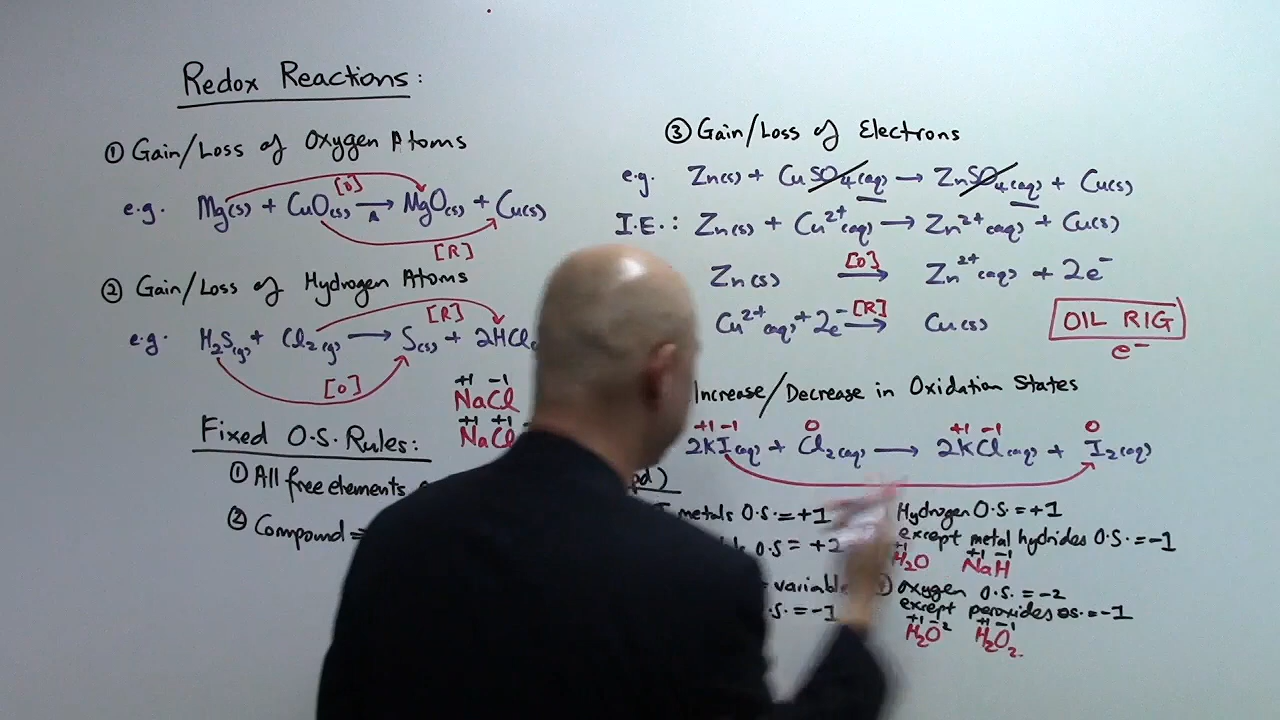 Redox Reactions:
① Gain/Loss of Oxygen Atoms
[O]
e.g. Mg(s) + CuO(s) → MgO(s) + Cu(s)
Δ
[R]
② Gain/Loss of Hydrogen Atoms
[R]
e.g. H₂S(g) + Cl₂(g) → S(s) + 2HCl
[O]
+1 -1
NaCl
+1 +1
NaCl
Fixed O.S. Rules:
① All free elements
② Compound =
③ Gain/Loss of Electrons
e.g. Zn(s) + CuSO₄(aq) → ZnSO₄(aq) + Cu(s)
I.E.: Zn(s) + Cu²⁺(aq) → Zn²⁺(aq) + Cu(s)
[O]
Zn(s) → Zn²⁺(aq) + 2e⁻
[R]
Cu²⁺(aq) + 2e⁻ → Cu(s)
OIL RIG
e⁻
Increase/Decrease in Oxidation States
+1 -1 0 +1 -1 0
2KI(aq) + Cl₂(aq) → 2KCl(aq) + I₂(aq)
metals O.S. = +1
O.S = +2
= variable
= -1
Hydrogen O.S. = +1
except metal hydrides O.S. = -1
+1 +1 -1
H₂O NaH
oxygen O.S. = -2
except peroxides o.s. = -1
+1 -2 +1 -1
H₂O H₂O₂